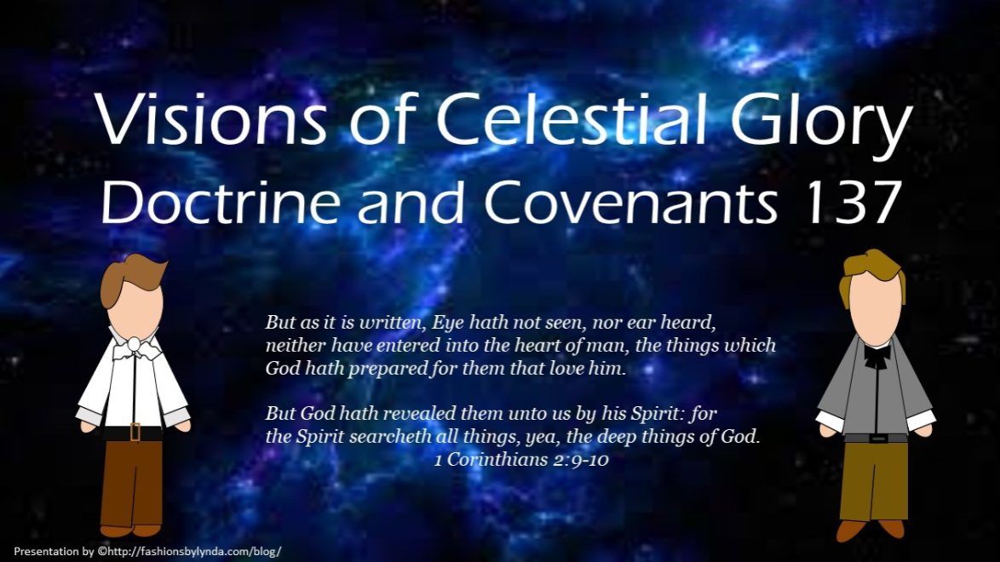 Visions of Celestial Glory
Doctrine and Covenants 137
But as it is written, Eye hath not seen, nor ear heard,
neither have entered into the heart of man, the things which
God hath prepared for them that love him.
But God hath revealed them unto us by his Spirit: for
the Spirit searcheth all things, yea, the deep things of God.
1 Corinthians 2:9-10
Presentation by ©http://fashionsbylynda.com/blog/